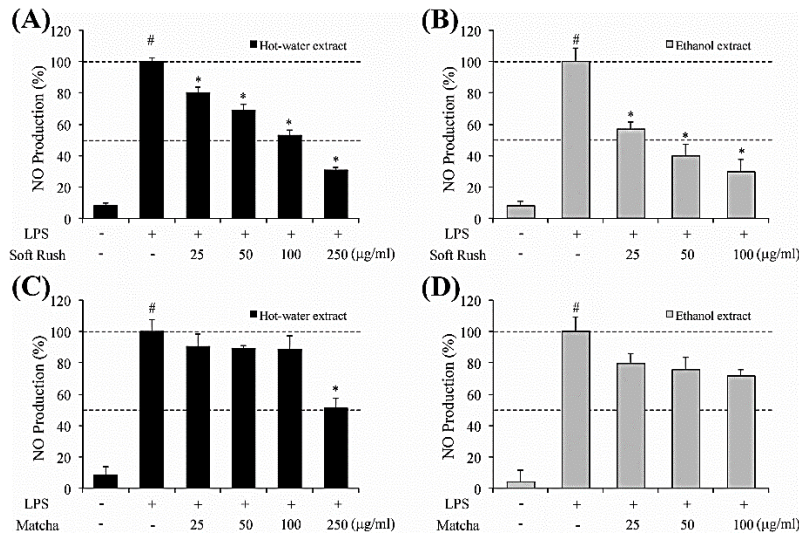 (A)
120
#
Hot-water extract
100
*
80
*
60
*
40
*
20
0
NO Production (%)
LPS - + + + + +
Soft Rush - - 25 50 100 250 (μg/ml)
(B)
120
#
Ethanol extract
100
80
60
*
40
*
20
*
0
NO Production (%)
LPS - + + + +
Soft Rush - - 25 50 100 (μg/ml)
(C)
120
#
Hot-water extract
100
80
60
*
40
20
0
NO Production (%)
LPS - + + + + +
Matcha - - 25 50 100 250 (μg/ml)
(D)
120
#
Ethanol extract
100
80
60
40
20
0
NO Production (%)
LPS - + + + +
Matcha - - 25 50 100 (μg/ml)